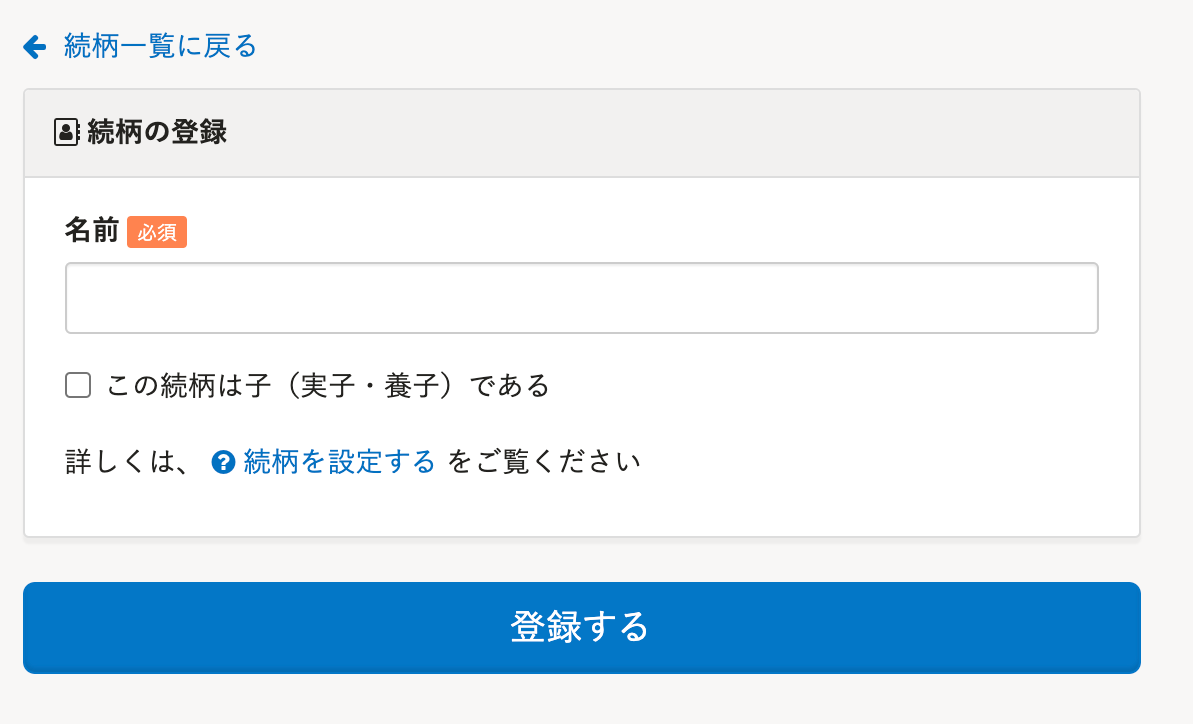 続柄一覧に戻る
続柄の登録
名前 必須
この続柄は子（実子・養子）である
詳しくは、 続柄を設定する をご覧ください
登録する